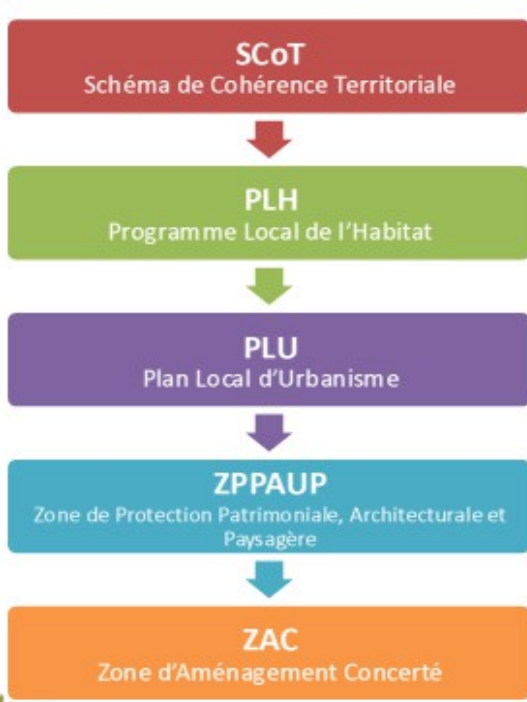 SCoT
Schéma de Cohérence Territoriale
PLH
Programme Local de l'Habitat
PLU
Plan Local d'Urbanisme
ZPPAUP
Zone de Protection Patrimoniale, Architecturale et
Paysagère
ZAC
Zone d'Aménagement Concerté